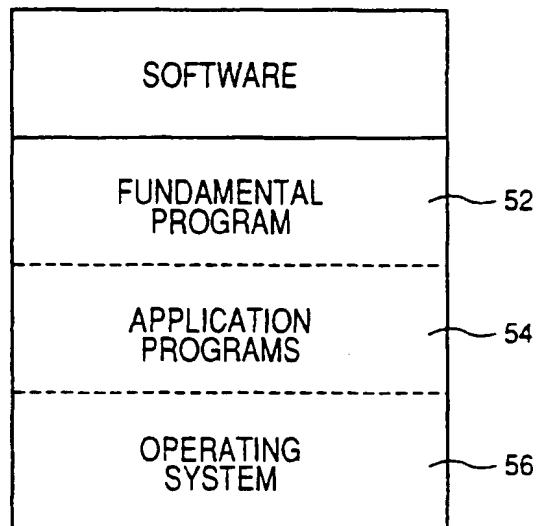 SOFTWARE
FUNDAMENTAL
PROGRAM
52
APPLICATION
PROGRAMS
54
OPERATING
SYSTEM
56